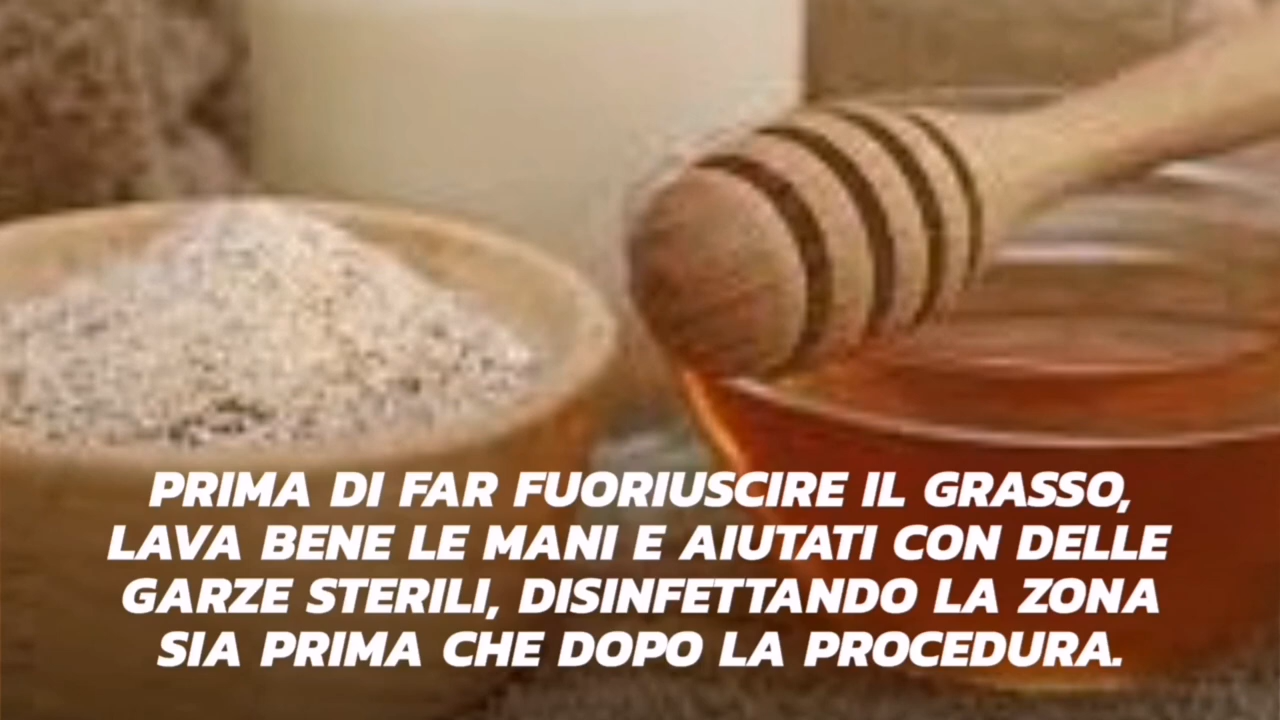 PRIMA DI FAR FUORIUSCIRE IL GRASSO,
LAVA BENE LE MANI E AIUTATI CON DELLE
GARZE STERILI, DISINFETTANDO LA ZONA
SIA PRIMA CHE DOPO LA PROCEDURA.